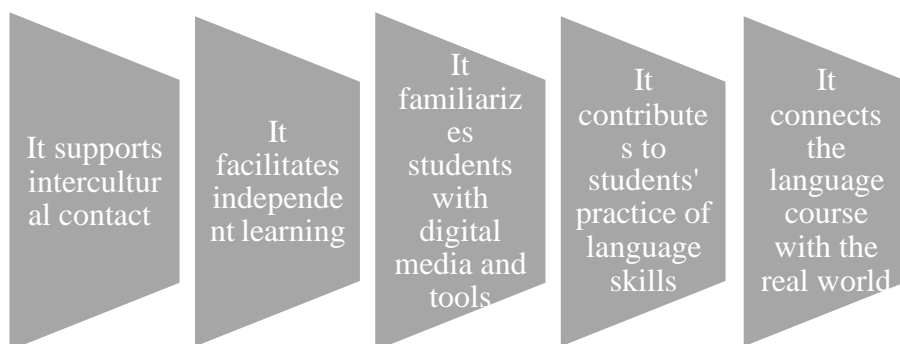 It supports
intercultur
al contact
It
facilitates
independe
nt learning
It
familiariz
es
students
with
digital
media and
tools
It
contribute
s to
students'
practice of
language
skills
It
connects
the
language
course
with the
real world